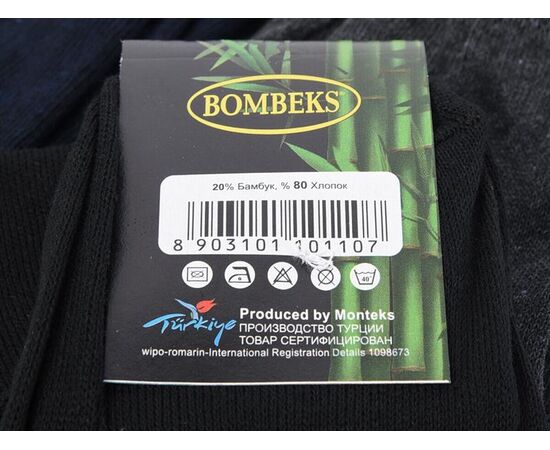 BOMBEKS
20% Бамбук, % 80 Хлопок
8 903101 101107
40°
Türkiye
Produced by Monteks
ПРОИЗВОДСТВО ТУРЦИИ
ТОВАР СЕРТИФИЦИРОВАН
wipo-romarin-International Registration Details 1098673